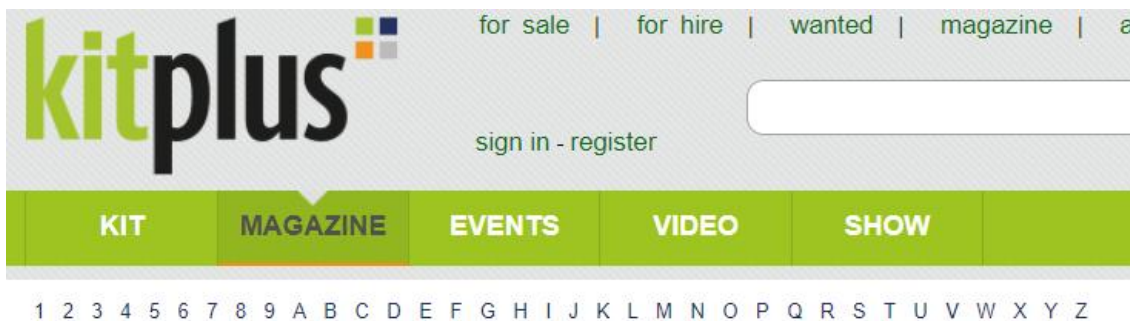 kitplus
for sale | for hire | wanted | magazine |
sign in - register
KIT MAGAZINE EVENTS VIDEO SHOW
1 2 3 4 5 6 7 8 9 A B C D E F G H I J K L M N O P Q R S T U V W X Y Z